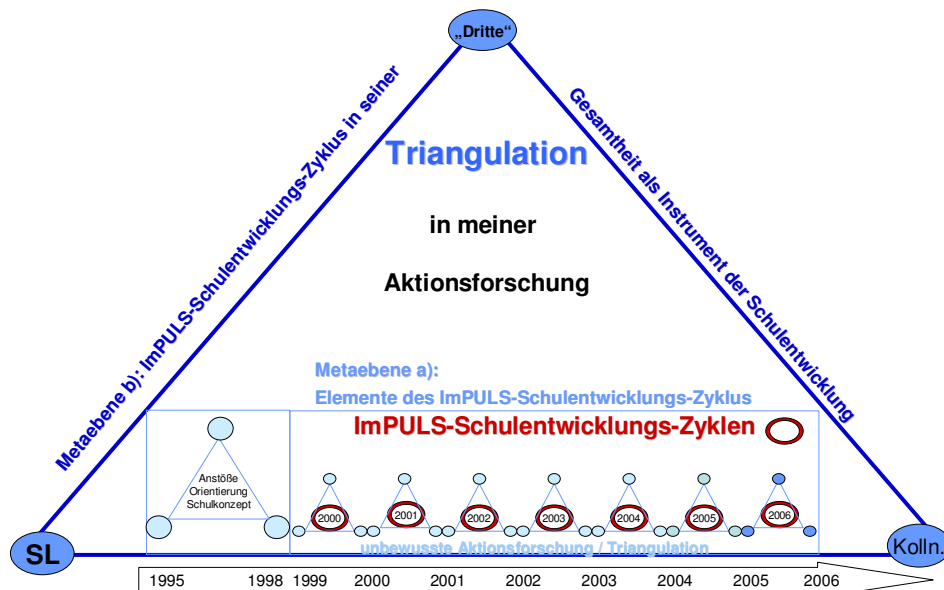 „Dritte“
Metaebene b): ImPULS-Schulentwicklungs-Zyklus in seiner
Gesamtheit als Instrument der Schulentwicklung
Triangulation
in meiner
Aktionsforschung
Metaebene a):
Elemente des ImPULS-Schulentwicklungs-Zyklus
ImPULS-Schulentwicklungs-Zyklen
Anstöße
Orientierung
Schulkonzept
2000 2001 2002 2003 2004 2005 2006
unbewusste Aktionsforschung / Triangulation
SL
Kolln.
1995 1998 1999 2000 2001 2002 2003 2004 2005 2006